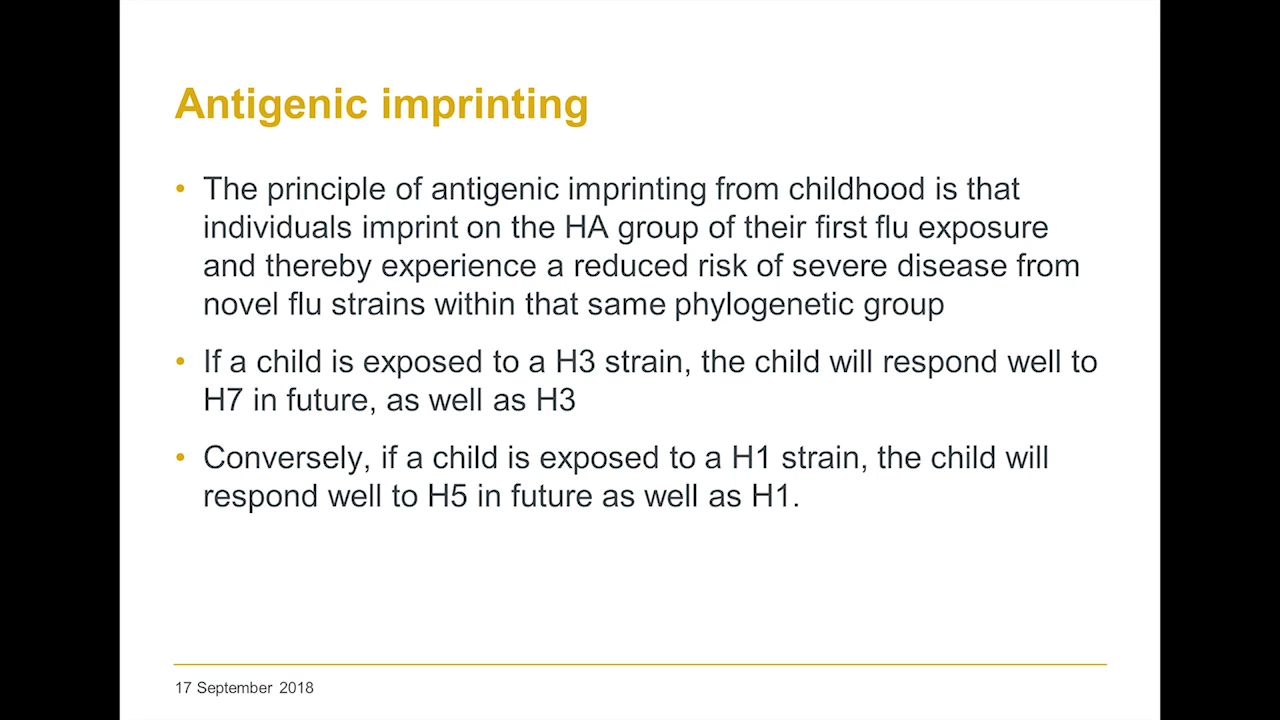 Antigenic imprinting
• The principle of antigenic imprinting from childhood is that
individuals imprint on the HA group of their first flu exposure
and thereby experience a reduced risk of severe disease from
novel flu strains within that same phylogenetic group
• If a child is exposed to a H3 strain, the child will respond well to
H7 in future, as well as H3
• Conversely, if a child is exposed to a H1 strain, the child will
respond well to H5 in future as well as H1.
17 September 2018